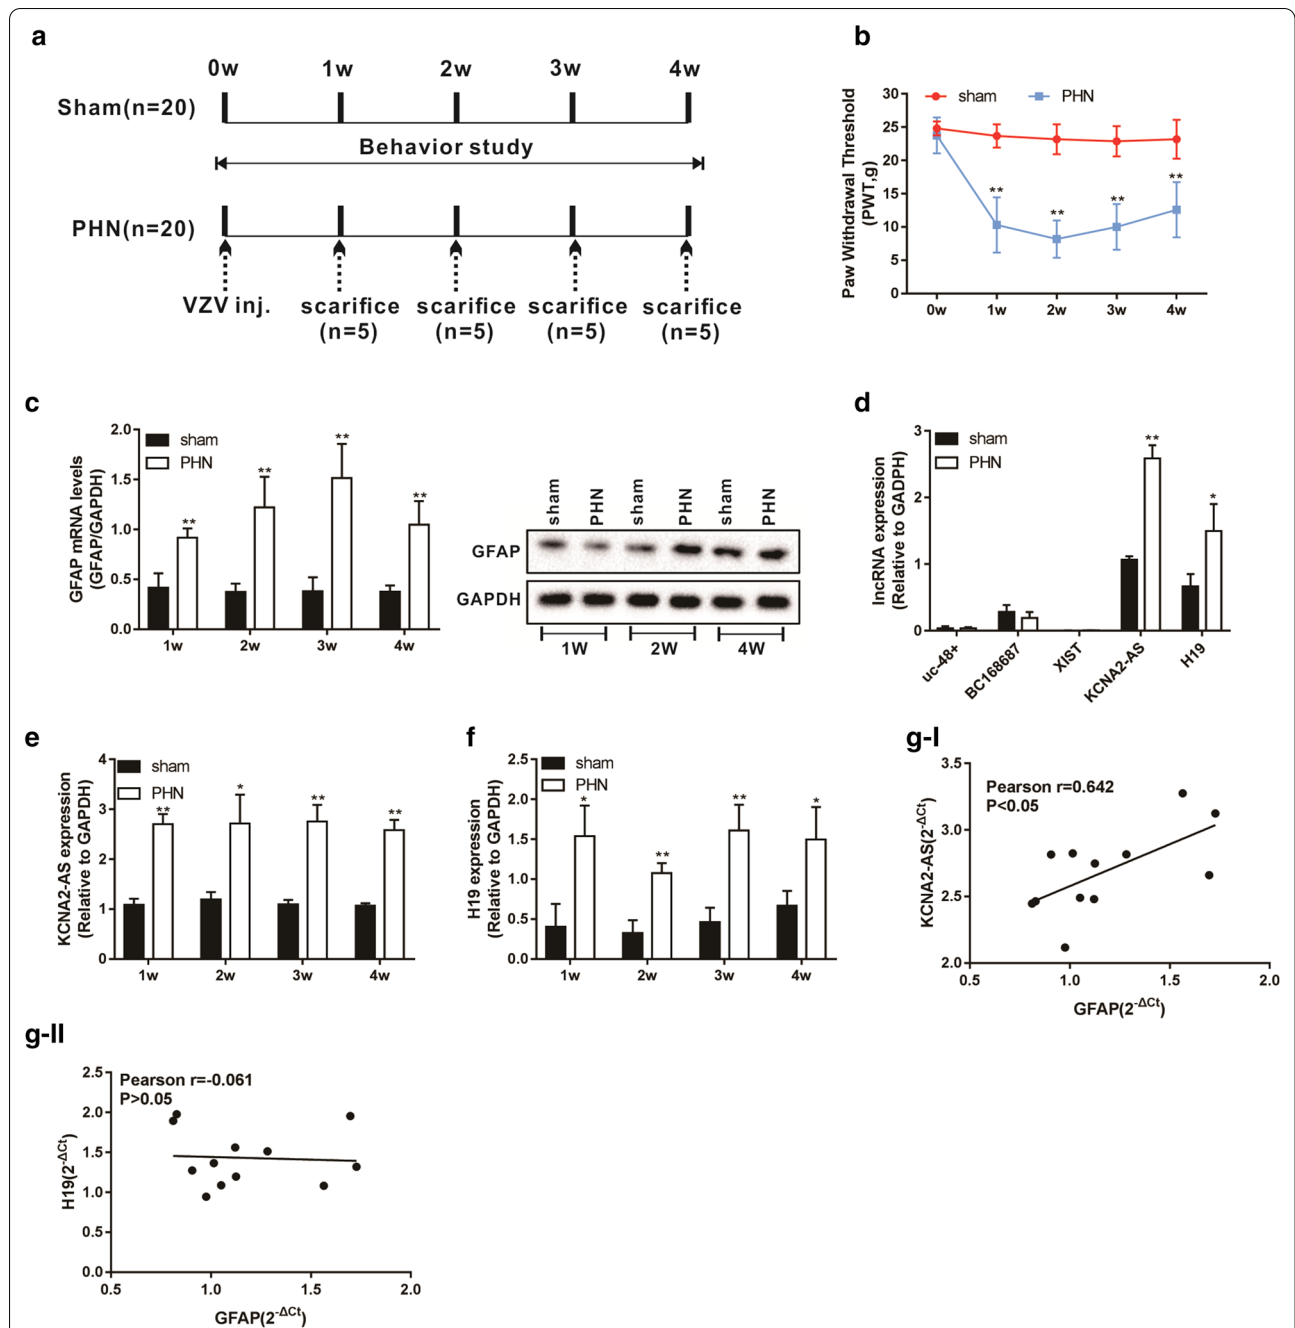 a
0w 1w 2w 3w 4w
Sham(n=20)
Behavior study
PHN(n=20)
VZV inj. scarifice scarifice scarifice scarifice
(n=5) (n=5) (n=5) (n=5)
b
sham PHN
Paw Withdrawal Threshold
(PWT,g)
30
25
20
15
10
5
0
** ** ** **
0w 1w 2w 3w 4w
c
GFAP mRNA levels
(GFAP/GAPDH)
2.0
1.5
1.0
0.5
0.0
sham
PHN
** ** ** **
1w 2w 3w 4w
sham PHN sham PHN sham PHN
GFAP
GAPDH
1W 2W 4W
d
lncRNA expression
(Relative to GADPH)
3
2
1
0
sham
PHN
** *
uc-48+ BC168687 XIST KCNA2-AS H19
e
KCNA2-AS expression
(Relative to GAPDH)
4
3
2
1
0
sham
PHN
** * ** **
1w 2w 3w 4w
f
H19 expression
(Relative to GAPDH)
2.5
2.0
1.5
1.0
0.5
0.0
sham
PHN
* ** ** *
1w 2w 3w 4w
g-I
KCNA2-AS(2-ΔCt)
3.5
3.0
2.5
2.0
Pearson r=0.642
P<0.05
0.5 1.0 1.5 2.0
GFAP(2-ΔCt)
g-II
H19(2-ΔCt)
2.5
2.0
1.5
1.0
0.5
0.0
Pearson r=-0.061
P>0.05
0.5 1.0 1.5 2.0
GFAP(2-ΔCt)